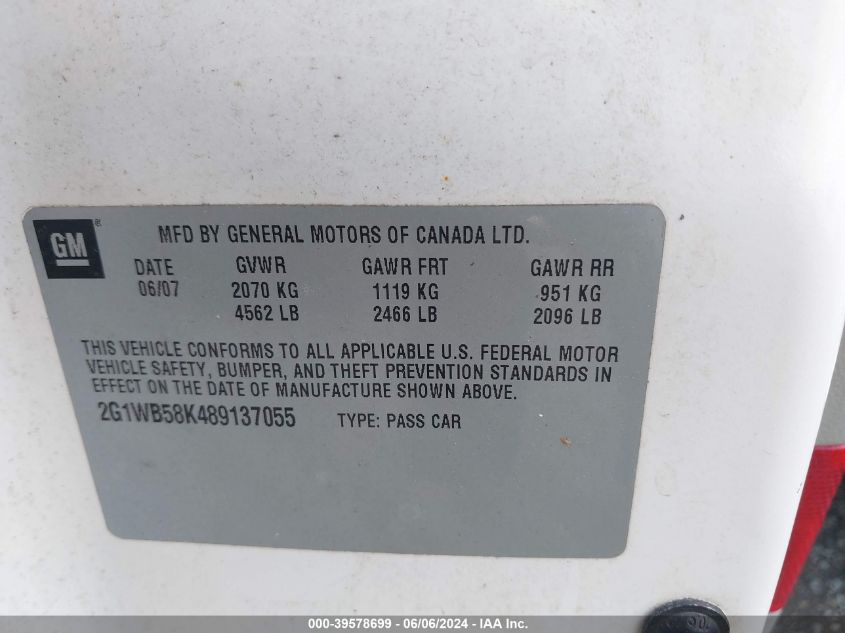 GM ®
MFD BY GENERAL MOTORS OF CANADA LTD.
DATE GVWR GAWR FRT GAWR RR
06/07 2070 KG 1119 KG 951 KG
4562 LB 2466 LB 2096 LB
THIS VEHICLE CONFORMS TO ALL APPLICABLE U.S. FEDERAL MOTOR
VEHICLE SAFETY, BUMPER, AND THEFT PREVENTION STANDARDS IN
EFFECT ON THE DATE OF MANUFACTURE SHOWN ABOVE.
2G1WB58K489137055 TYPE: PASS CAR
000-39578699 - 06/06/2024 - IAA Inc.